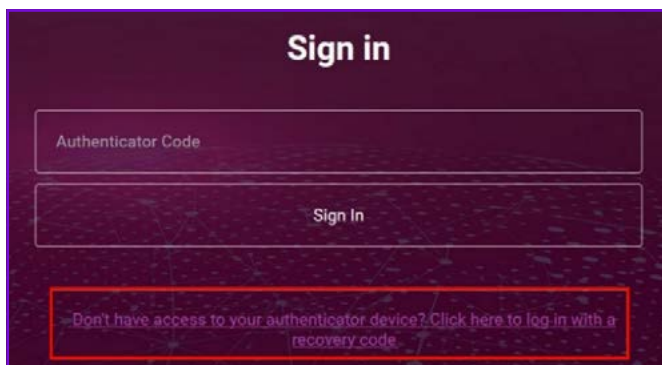 Sign in
Authenticator Code
Sign In
Don't have access to your authenticator device? Click here to log in with a
recovery code